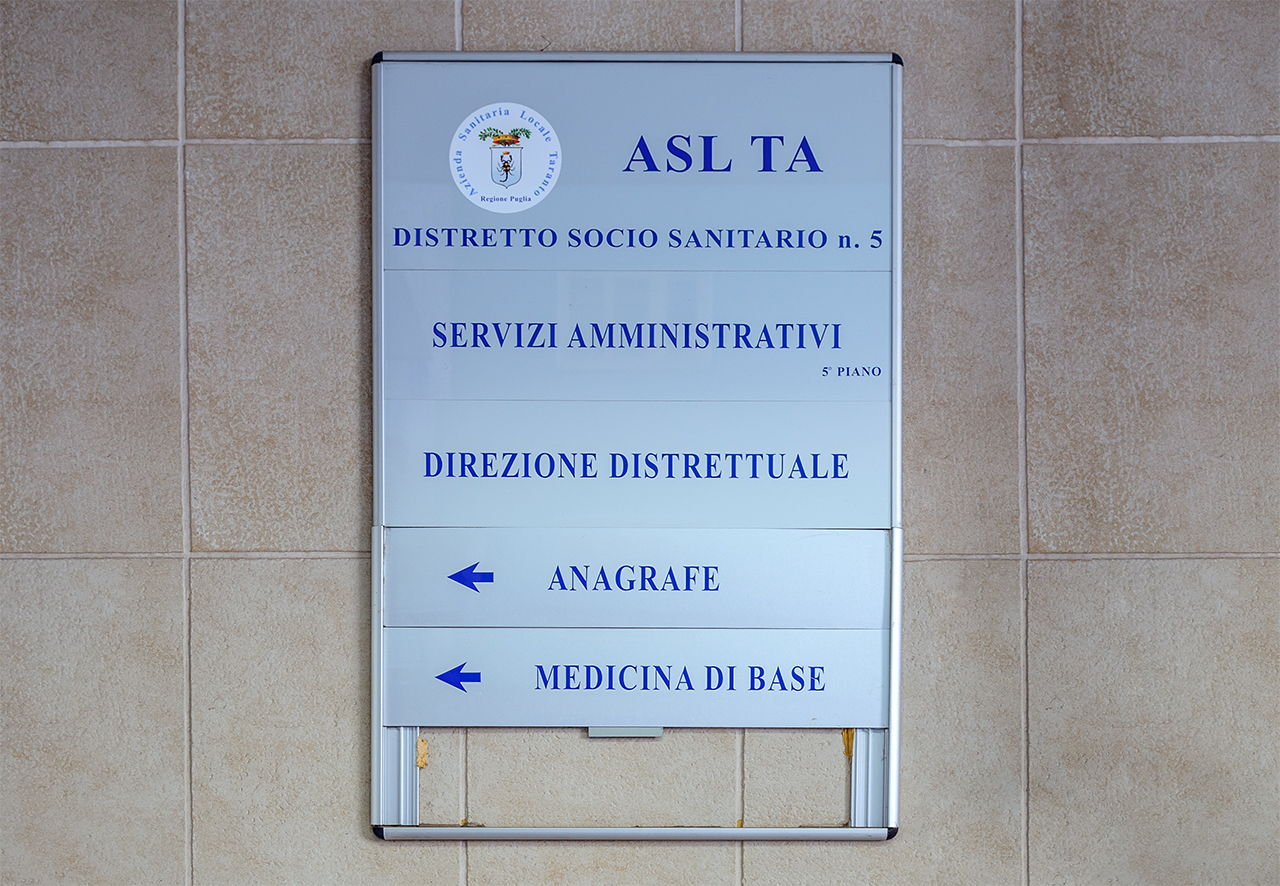 Azienda Sanitaria Locale Taranto
Regione Puglia
ASL TA
DISTRETTO SOCIO SANITARIO n. 5
SERVIZI AMMINISTRATIVI
5° PIANO
DIREZIONE DISTRETTUALE
ANAGRAFE
MEDICINA DI BASE